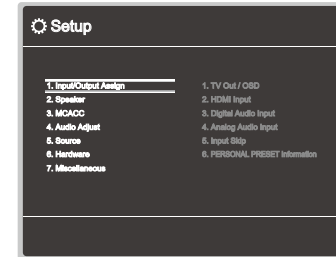 Setup
1. Input/Output Assign
2. Speaker
3. MCACC
4. Audio Adjust
5. Source
6. Hardware
7. Miscellaneous
1. TV Out / OSD
2. HDMI Input
3. Digital Audio Input
4. Analog Audio Input
5. Input Skip
6. PERSONAL PRESET Information